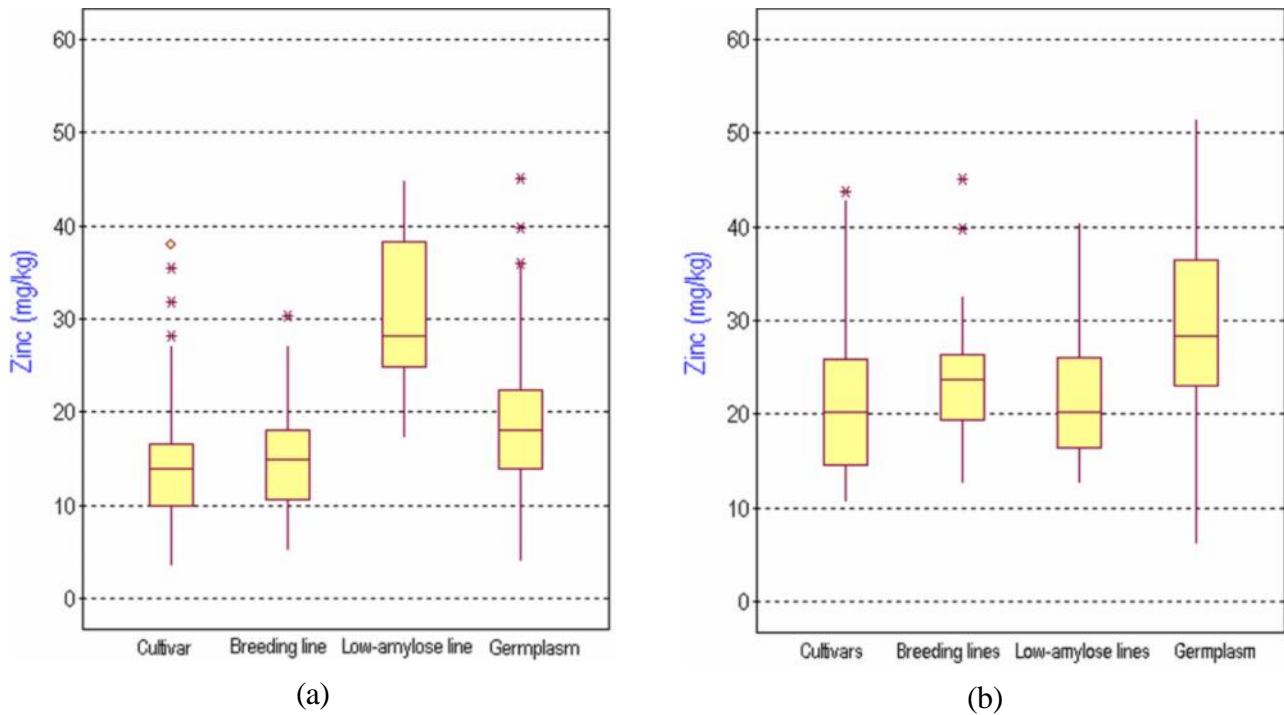 60
50
40
30
20
10
0
Zinc (mg/kg)
Cultivar Breeding line Low-amylose line Germplasm
(a)
60
50
40
30
20
10
0
Zinc (mg/kg)
Cultivars Breeding lines Low-amylose lines Germplasm
(b)